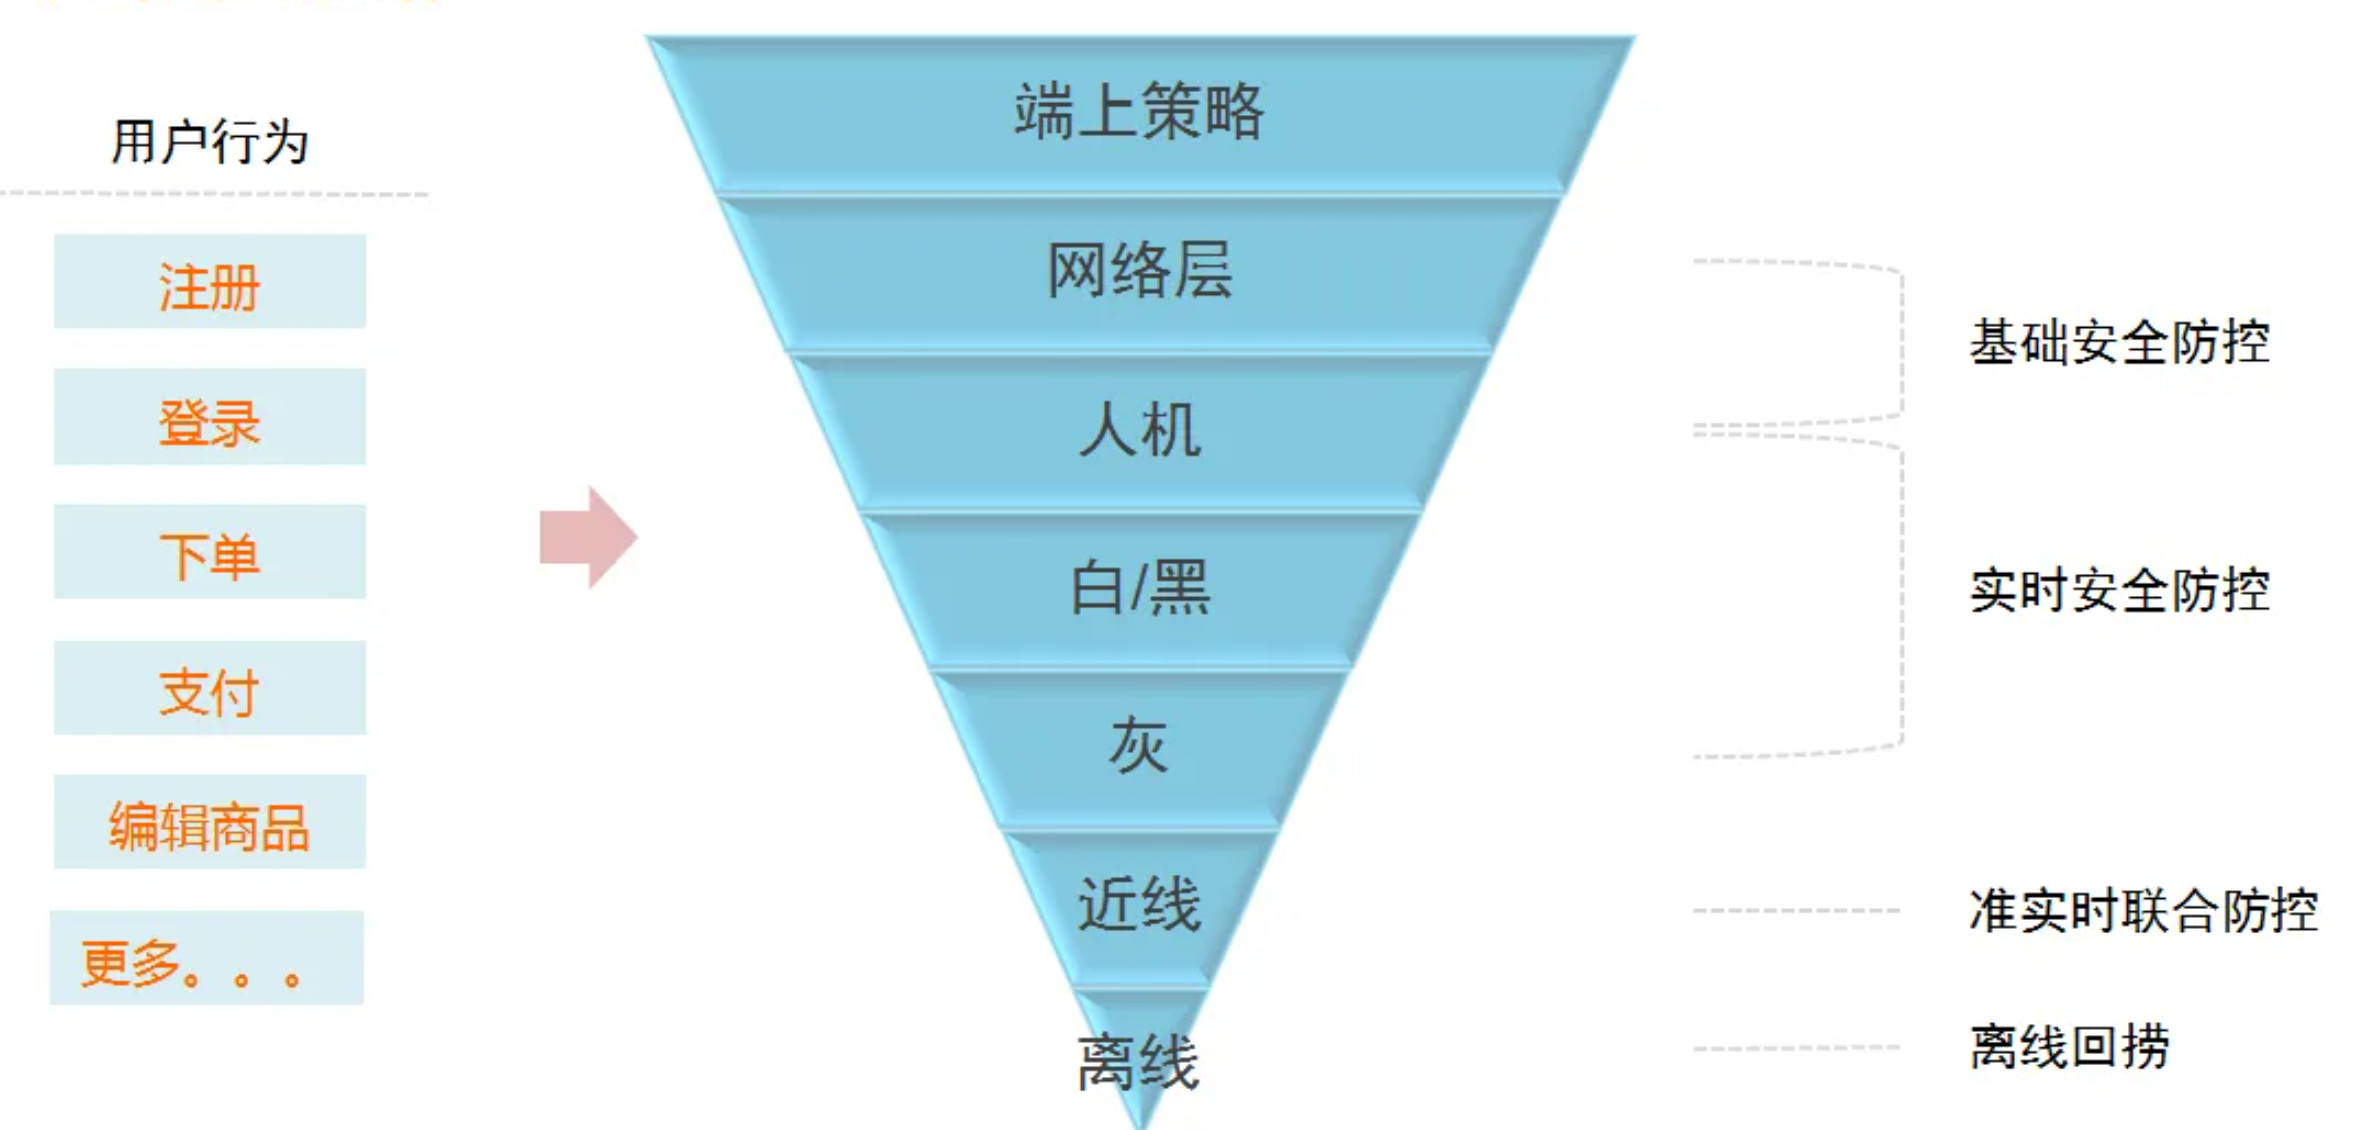 用户行为
注册
登录
下单
支付
编辑商品
更多。。。
端上策略
网络层
人机
白/黑
灰
近线
离线
基础安全防控
实时安全防控
准实时联合防控
离线回捞